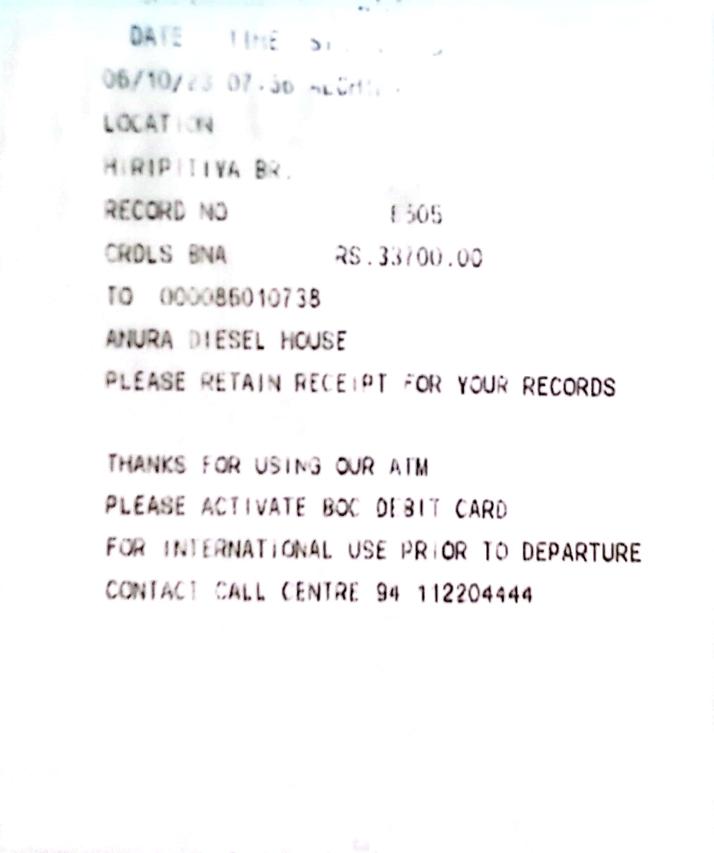 DATE TIME
06/10/23 07:36
LOCATION
HIRIPITIYA BR.
RECORD NO
CRDLS BNA RS.33700.00
TO 000086010738
ANURA DIESEL HOUSE
PLEASE RETAIN RECEIPT FOR YOUR RECORDS
THANKS FOR USING OUR ATM
PLEASE ACTIVATE BOC DEBIT CARD
FOR INTERNATIONAL USE PRIOR TO DEPARTURE
CONTACT CALL CENTRE 94 112204444